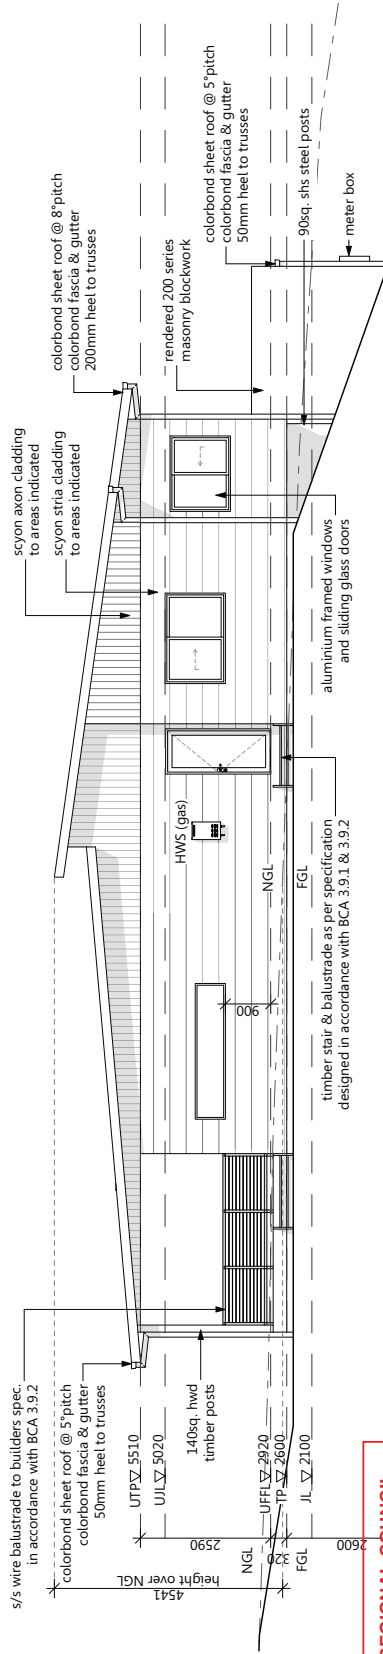 s/s wire balustrade to builders spec.
in accordance with BCA 3.9.2
colorbond sheet roof @ 5°pitch
colorbond fascia & gutter
50mm heel to trusses
140sq. hwd
timber posts
scyon axon cladding
to areas indicated
scyon stria cladding
to areas indicated
colorbond sheet roof @ 8°pitch
colorbond fascia & gutter
200mm heel to trusses
rendered 200 series
masonry blockwork
colorbond sheet roof @ 5°pitch
colorbond fascia & gutter
50mm heel to trusses
90sq. shs steel posts
meter box
aluminium framed windows
and sliding glass doors
HWS (gas)
900
NGL
FGL
timber stair & balustrade as per specification
designed in accordance with BCA 3.9.1 & 3.9.2
UTP 5510
UJL 5020
UFFL 2920
TP 2600
JL 2100
4541
height over NGL
2590
320
2600
NGL
FGL
REGIONAL COUNCIL